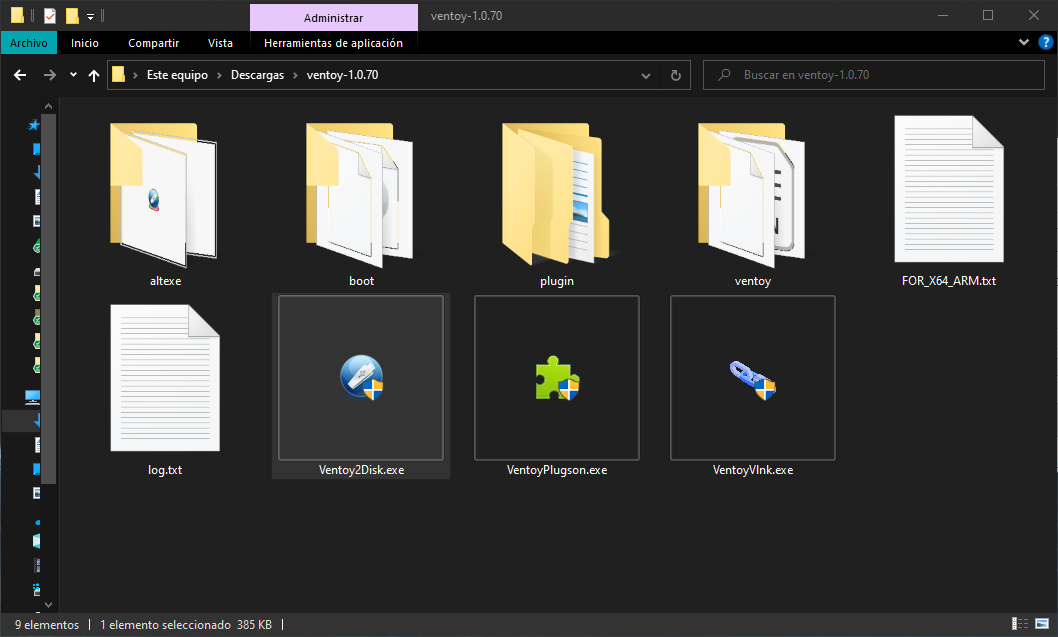 Administrar
ventoy-1.0.70
Archivo
Inicio
Compartir
Vista
Herramientas de aplicación
Este equipo
Descargas
ventoy-1.0.70
Buscar en ventoy-1.0.70
altexe
boot
plugin
ventoy
FOR_X64_ARM.txt
log.txt
Ventoy2Disk.exe
VentoyPlugson.exe
VentoyVlnk.exe
9 elementos
1 elemento seleccionado 385 KB